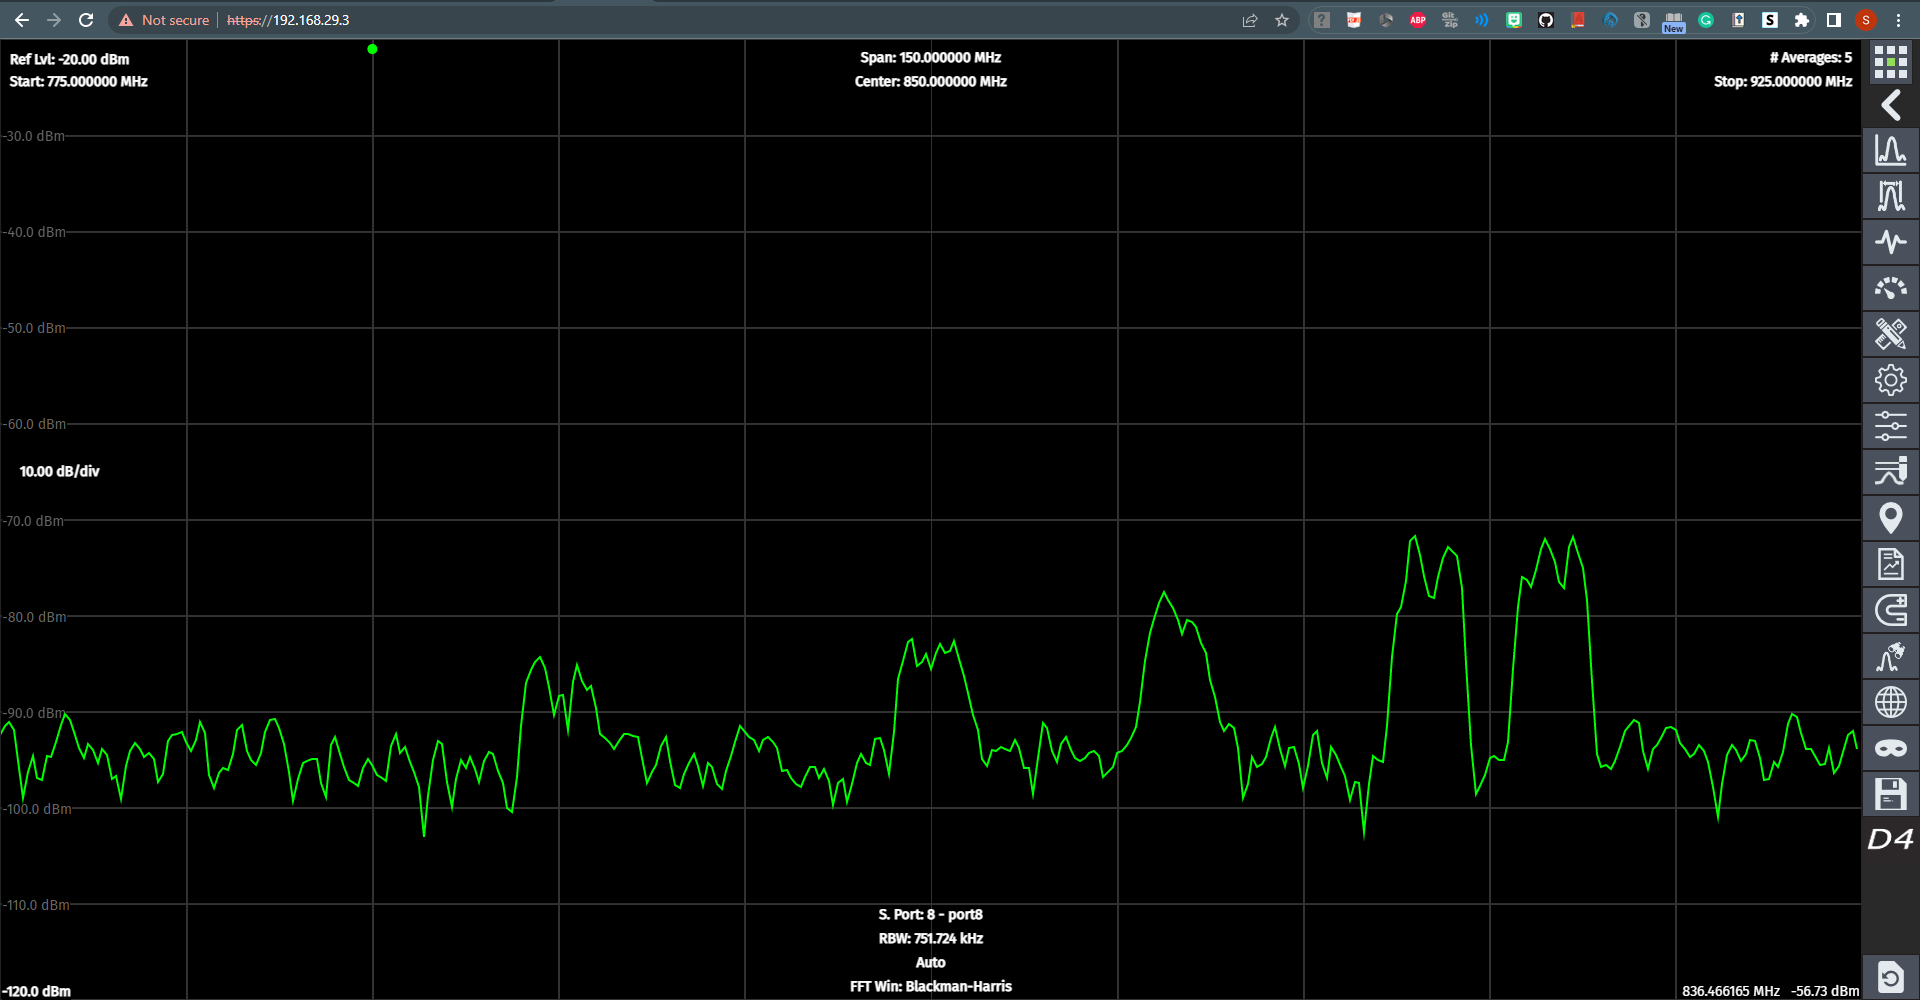 Not secure | https://192.168.29.3
ABP
Git Zip
New
S
S
Ref Lvl: -20.00 dBm
Span: 150.000000 MHz
# Averages: 5
Start: 775.000000 MHz
Center: 850.000000 MHz
Stop: 925.000000 MHz
-30.0 dBm
-40.0 dBm
-50.0 dBm
-60.0 dBm
10.00 dB/div
-70.0 dBm
-80.0 dBm
-90.0 dBm
-100.0 dBm
D4
-110.0 dBm
S. Port: 8 - port8
RBW: 751.724 kHz
Auto
FFT Win: Blackman-Harris
-120.0 dBm
836.466165 MHz -56.73 dBm